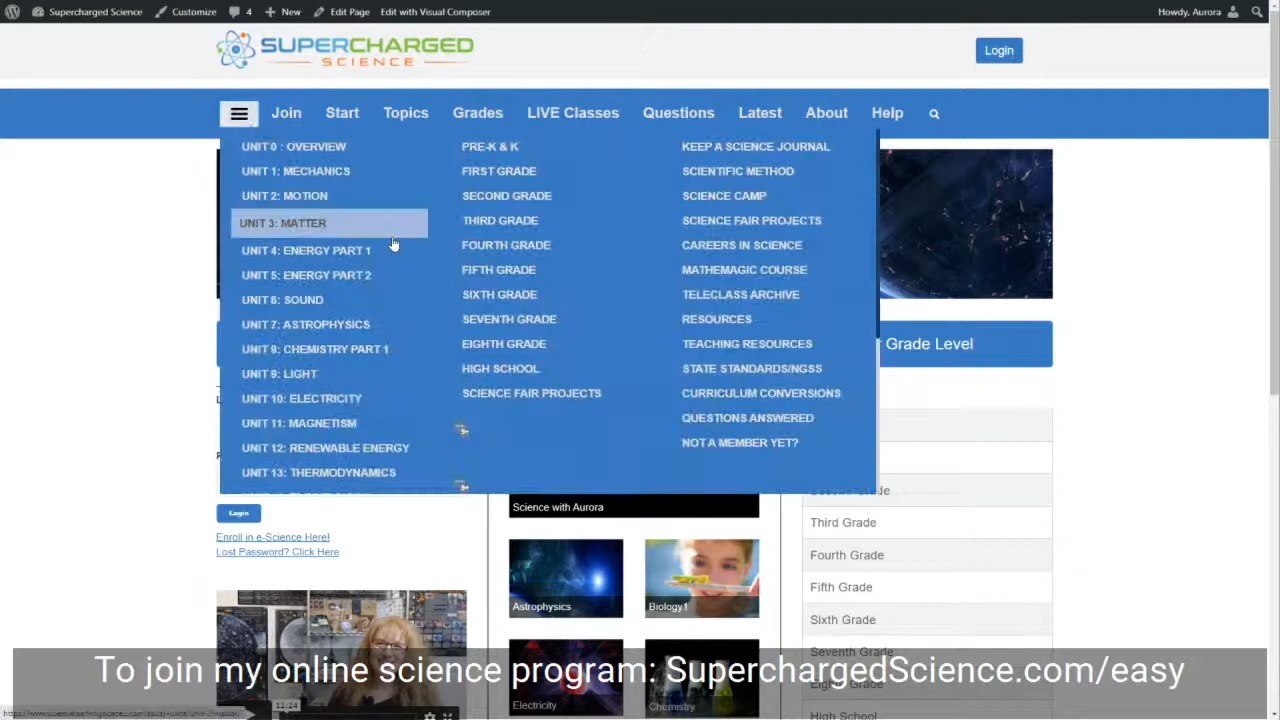 Supercharged Science Customize 4 New Edit Page Edit with Visual Composer Howdy, Aurora
SUPERCHARGED
SCIENCE
Login
Join Start Topics Grades LIVE Classes Questions Latest About Help
UNIT 0 : OVERVIEW
UNIT 1: MECHANICS
UNIT 2: MOTION
UNIT 3: MATTER
UNIT 4: ENERGY PART 1
UNIT 5: ENERGY PART 2
UNIT 6: SOUND
UNIT 7: ASTROPHYSICS
UNIT 8: CHEMISTRY PART 1
UNIT 9: LIGHT
UNIT 10: ELECTRICITY
UNIT 11: MAGNETISM
UNIT 12: RENEWABLE ENERGY
UNIT 13: THERMODYNAMICS
PRE-K & K
FIRST GRADE
SECOND GRADE
THIRD GRADE
FOURTH GRADE
FIFTH GRADE
SIXTH GRADE
SEVENTH GRADE
EIGHTH GRADE
HIGH SCHOOL
SCIENCE FAIR PROJECTS
KEEP A SCIENCE JOURNAL
SCIENTIFIC METHOD
SCIENCE CAMP
SCIENCE FAIR PROJECTS
CAREERS IN SCIENCE
MATHEMAGIC COURSE
TELECLASS ARCHIVE
RESOURCES
TEACHING RESOURCES
STATE STANDARDS/NGSS
CURRICULUM CONVERSIONS
QUESTIONS ANSWERED
NOT A MEMBER YET?
Grade Level
Login
Enroll in e-Science Here!
Lost Password? Click Here
Science with Aurora
Astrophysics
Biology1
Electricity
Chemistry
Third Grade
Fourth Grade
Fifth Grade
Sixth Grade
Seventh Grade
Eighth Grade
High School
12:24
To join my online science program: SuperchargedScience.com/easy